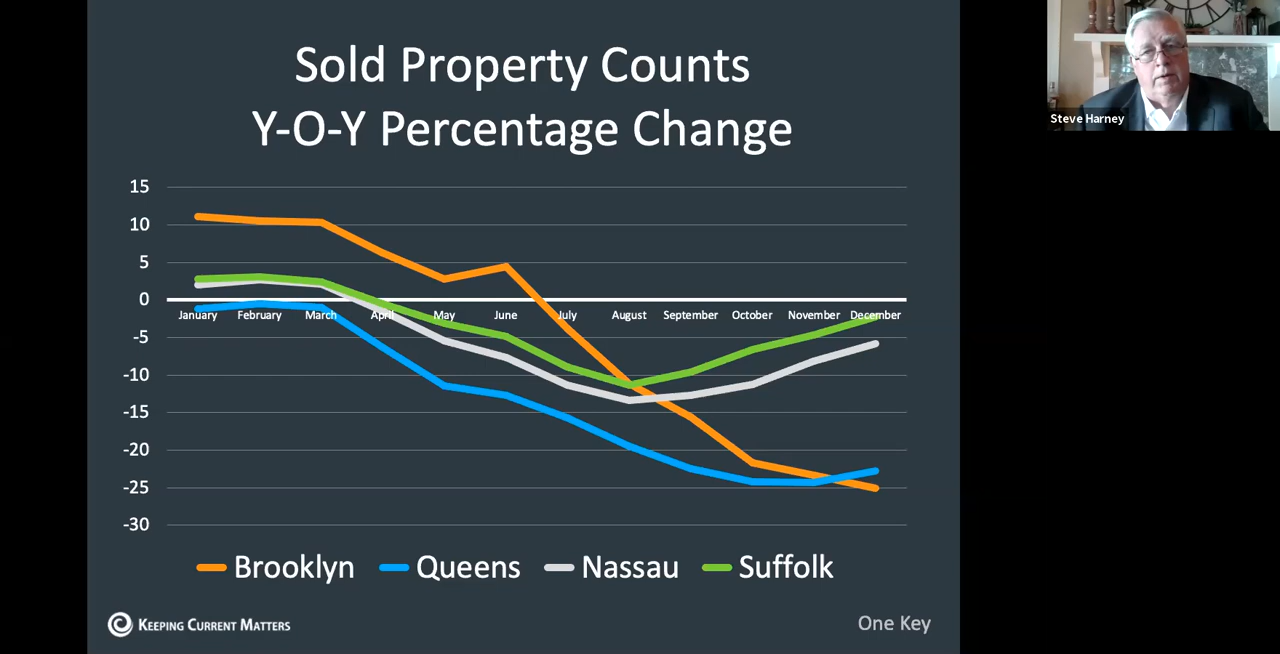 Sold Property Counts
Y-O-Y Percentage Change
15
10
5
0
-5
-10
-15
-20
-25
-30
January February March April May June July August September October November December
Brooklyn Queens Nassau Suffolk
KEEPING CURRENT MATTERS
One Key
Steve Harney